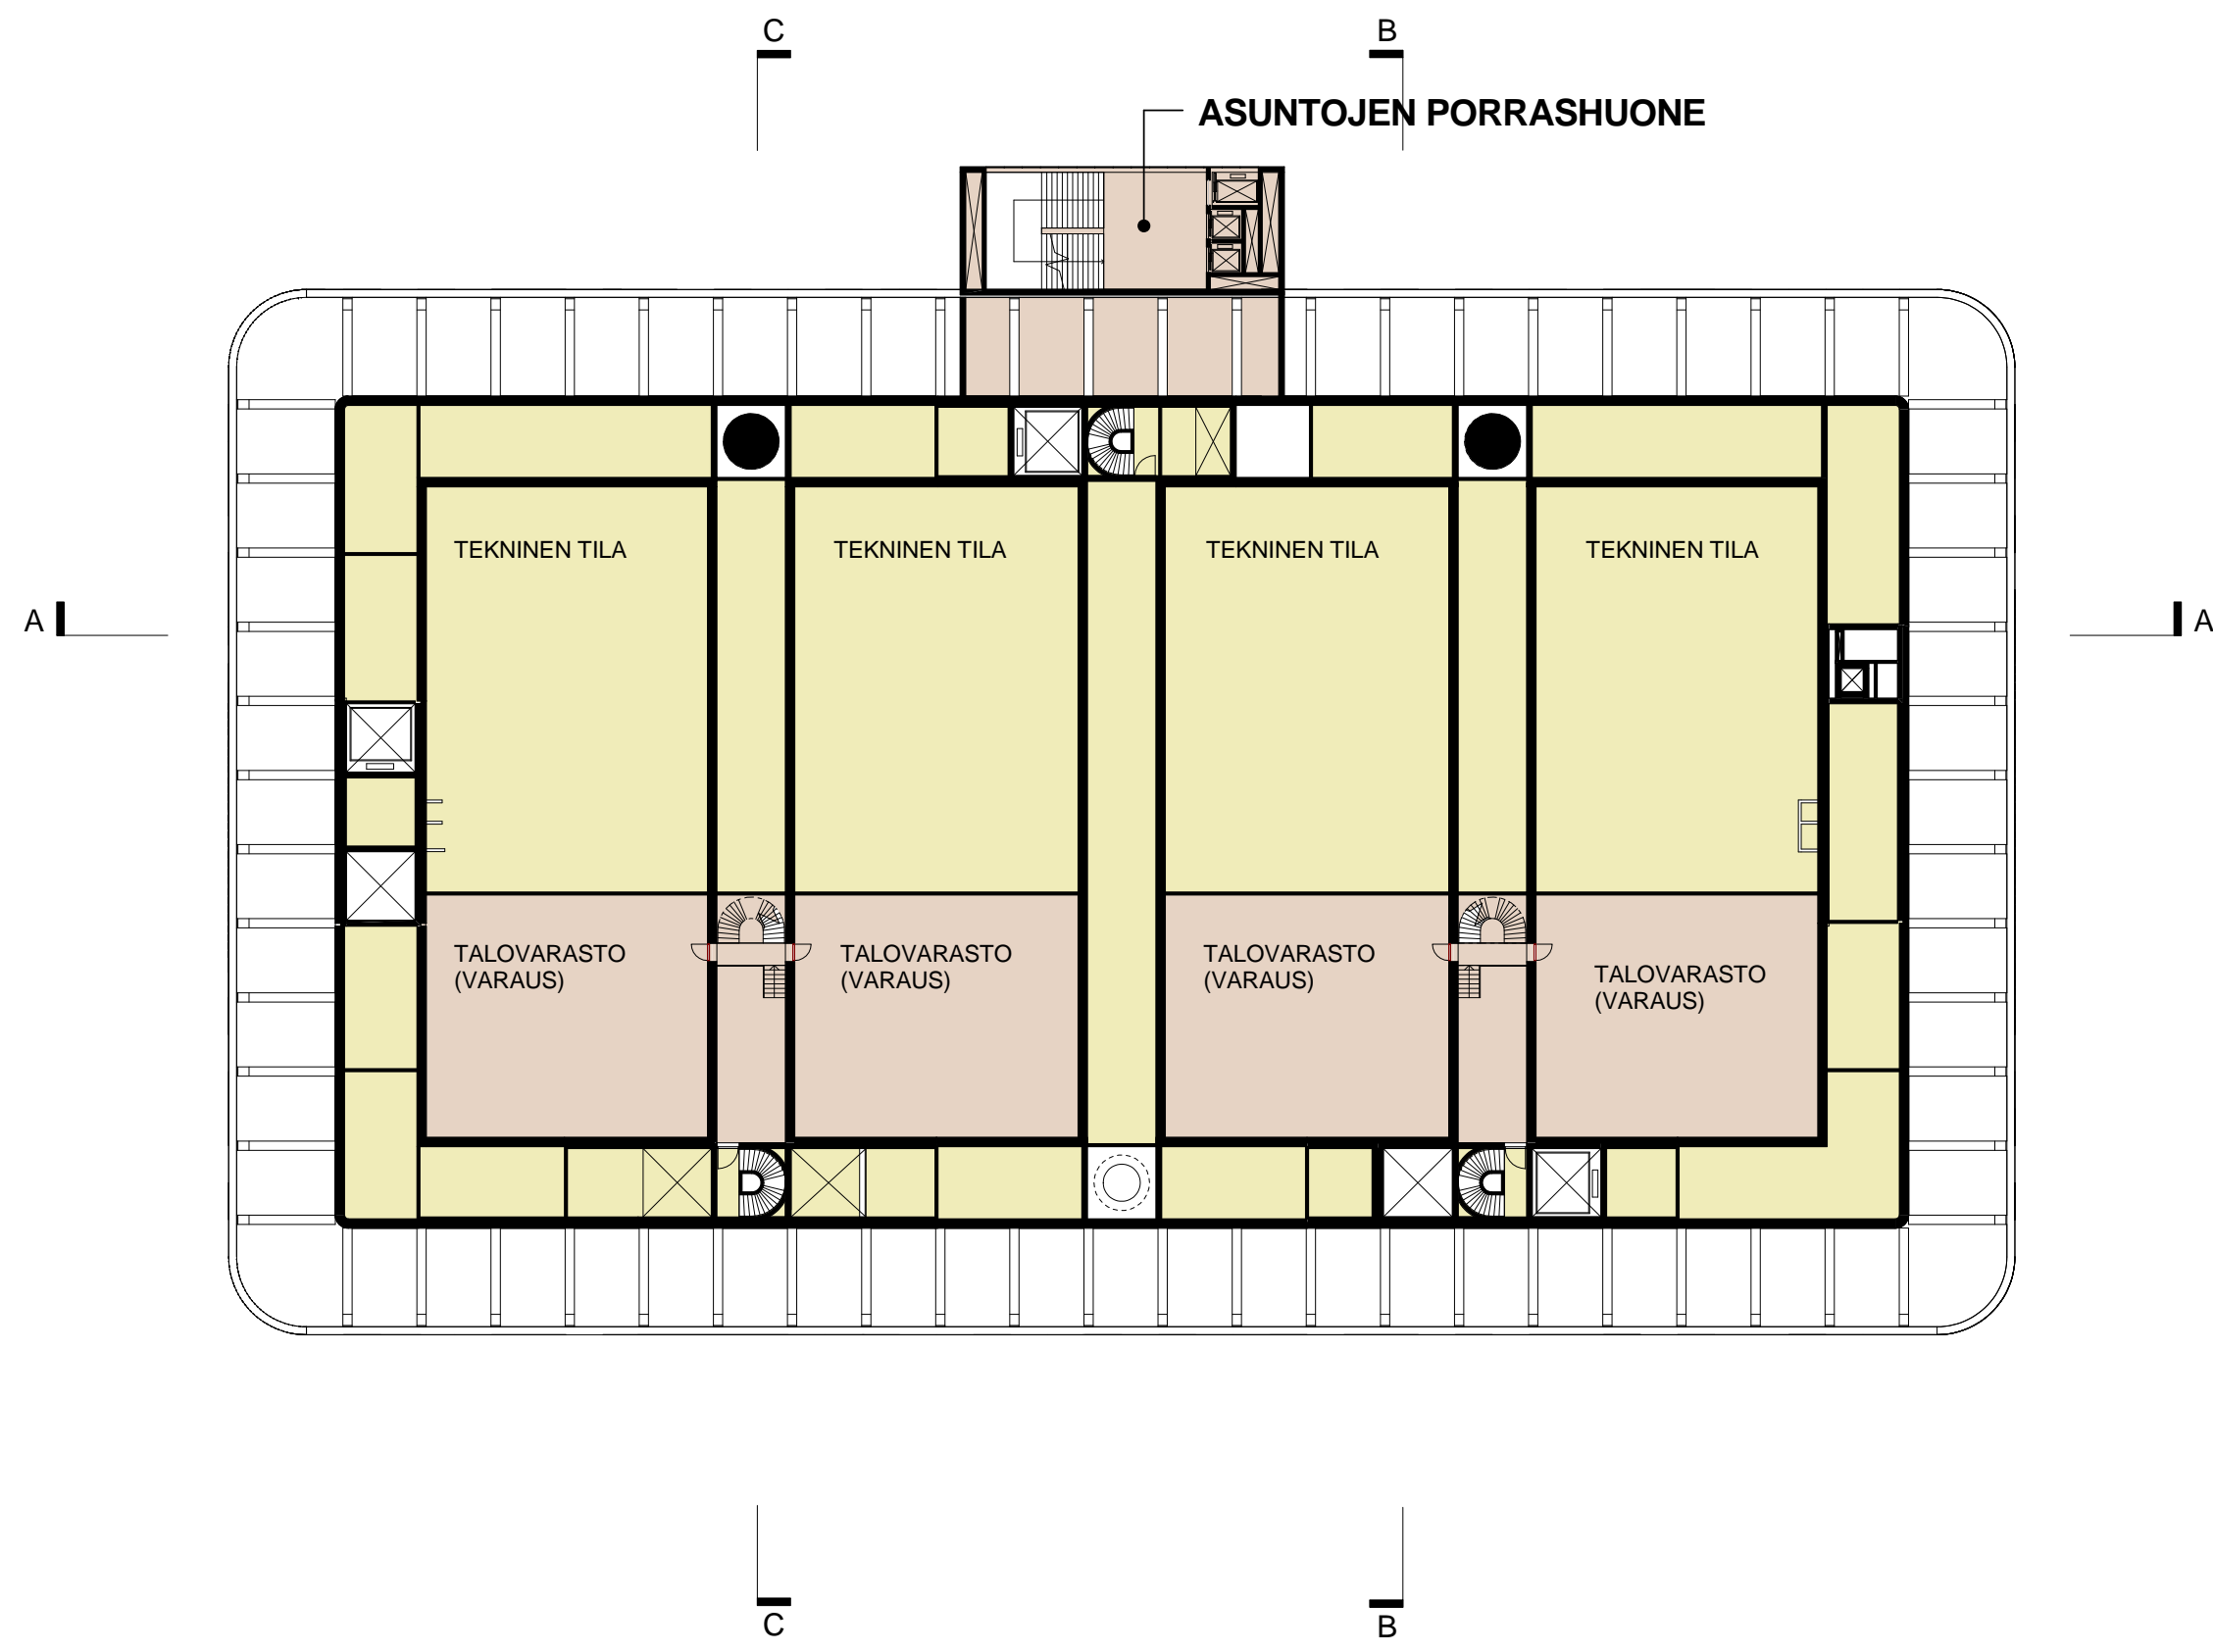 C
B
ASUNTOJEN PORRASHUONE
TEKNINEN TILA
TEKNINEN TILA
TEKNINEN TILA
TEKNINEN TILA
A
A
TALOVARASTO
(VARAUS)
TALOVARASTO
(VARAUS)
TALOVARASTO
(VARAUS)
TALOVARASTO
(VARAUS)
C
B